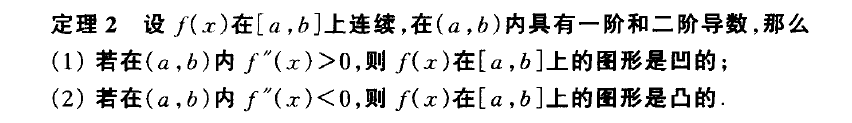 定理 2 设 f(x)在[a,b]上连续,在(a,b)内具有一阶和二阶导数,那么
(1) 若在(a,b)内 f″(x)>0,则 f(x)在[a,b]上的图形是凹的;
(2) 若在(a,b)内 f″(x)<0,则 f(x)在[a,b]上的图形是凸的.